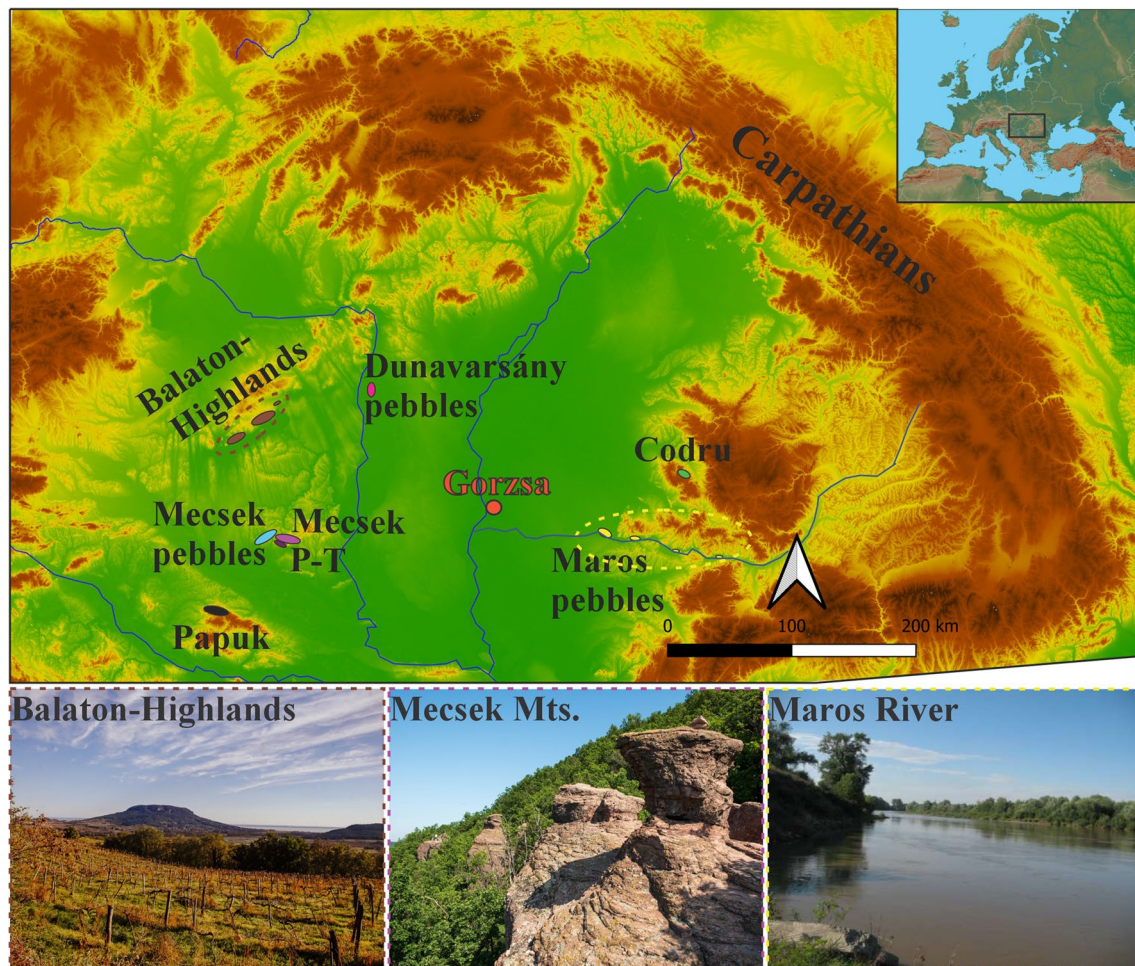 Carpathians
Balaton-
Highlands
Dunavarsány
pebbles
Codru
Gorzsa
Mecsek
pebbles
Mecsek
P-T
Maros
pebbles
Papuk
0 100 200 km
Balaton-Highlands
Mecsek Mts.
Maros River